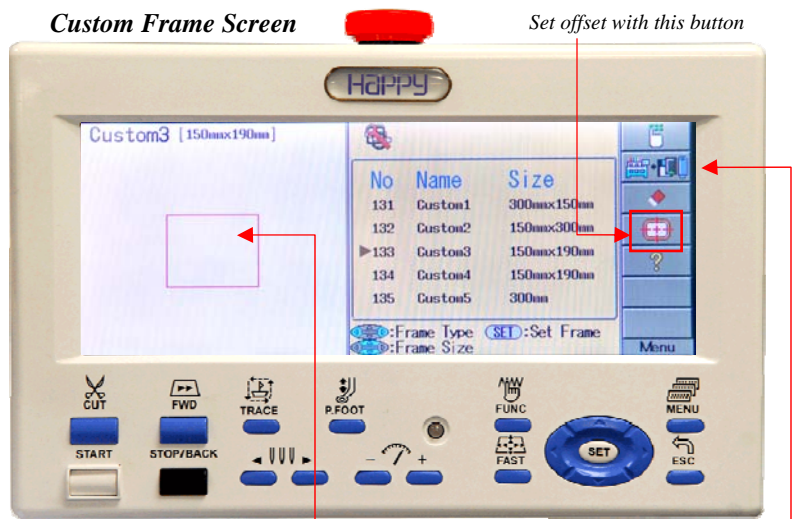 Custom Frame Screen
Set offset with this button
HAPPY
Custom3 [150mmx190mm]
No Name Size
131 Custom1 300mmx150mm
132 Custom2 150mmx300mm
133 Custom3 150mmx190mm
134 Custom4 150mmx190mm
135 Custom5 300mm
:Frame Type SET:Set Frame
:Frame Size
?
Menu
CUT
FWD
TRACE
P.FOOT
FUNC
MENU
START
STOP/BACK
- +
FAST
SET
ESC